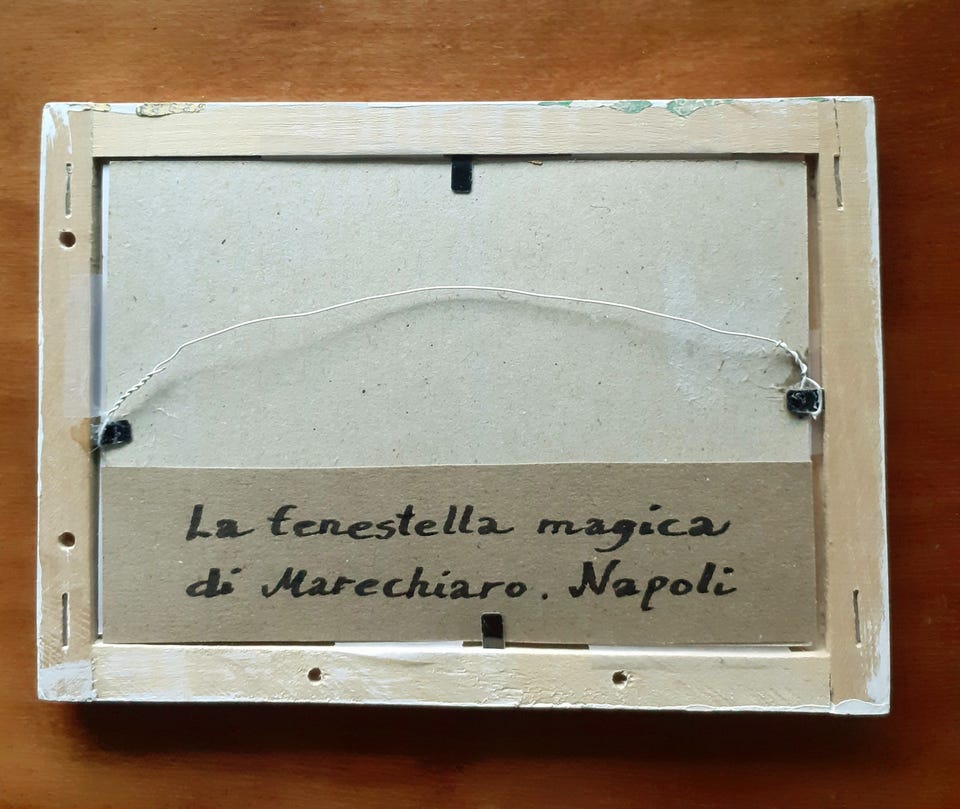 La fenestella magica
di Marechiaro. Napoli